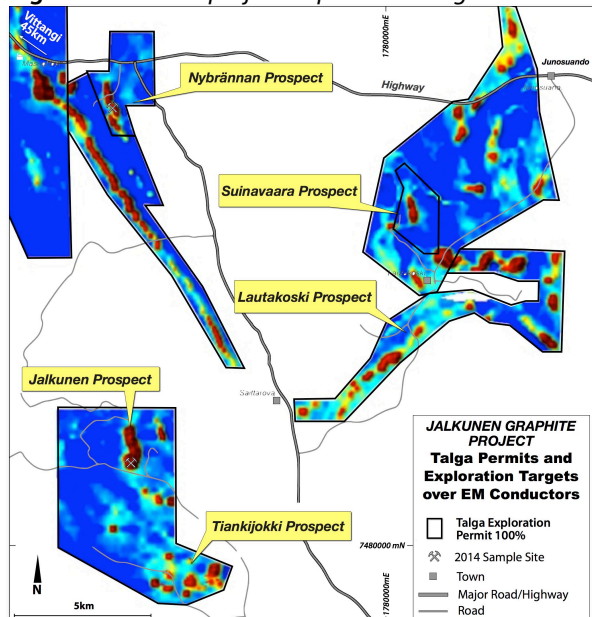 Vittangi
45km
1780000mE
Junosuando
Highway
Nybrännan Prospect
Suinavaara Prospect
Lautakoski Prospect
Jalkunen Prospect
Saittarova
Tiankijokki Prospect
7480000 mN
1780000mE
N
5km
JALKUNEN GRAPHITE
PROJECT
Talga Permits and
Exploration Targets
over EM Conductors
Talga Exploration
Permit 100%
2014 Sample Site
Town
Major Road/Highway
Road